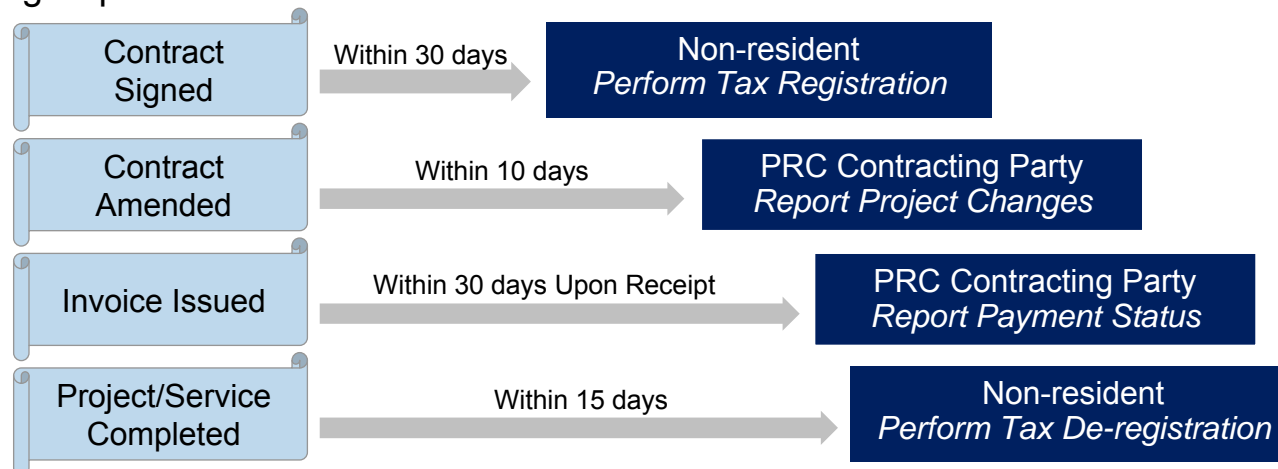 Contract
Signed
Within 30 days
Non-resident
Perform Tax Registration
Contract
Amended
Within 10 days
PRC Contracting Party
Report Project Changes
Invoice Issued
Within 30 days Upon Receipt
PRC Contracting Party
Report Payment Status
Project/Service
Completed
Within 15 days
Non-resident
Perform Tax De-registration